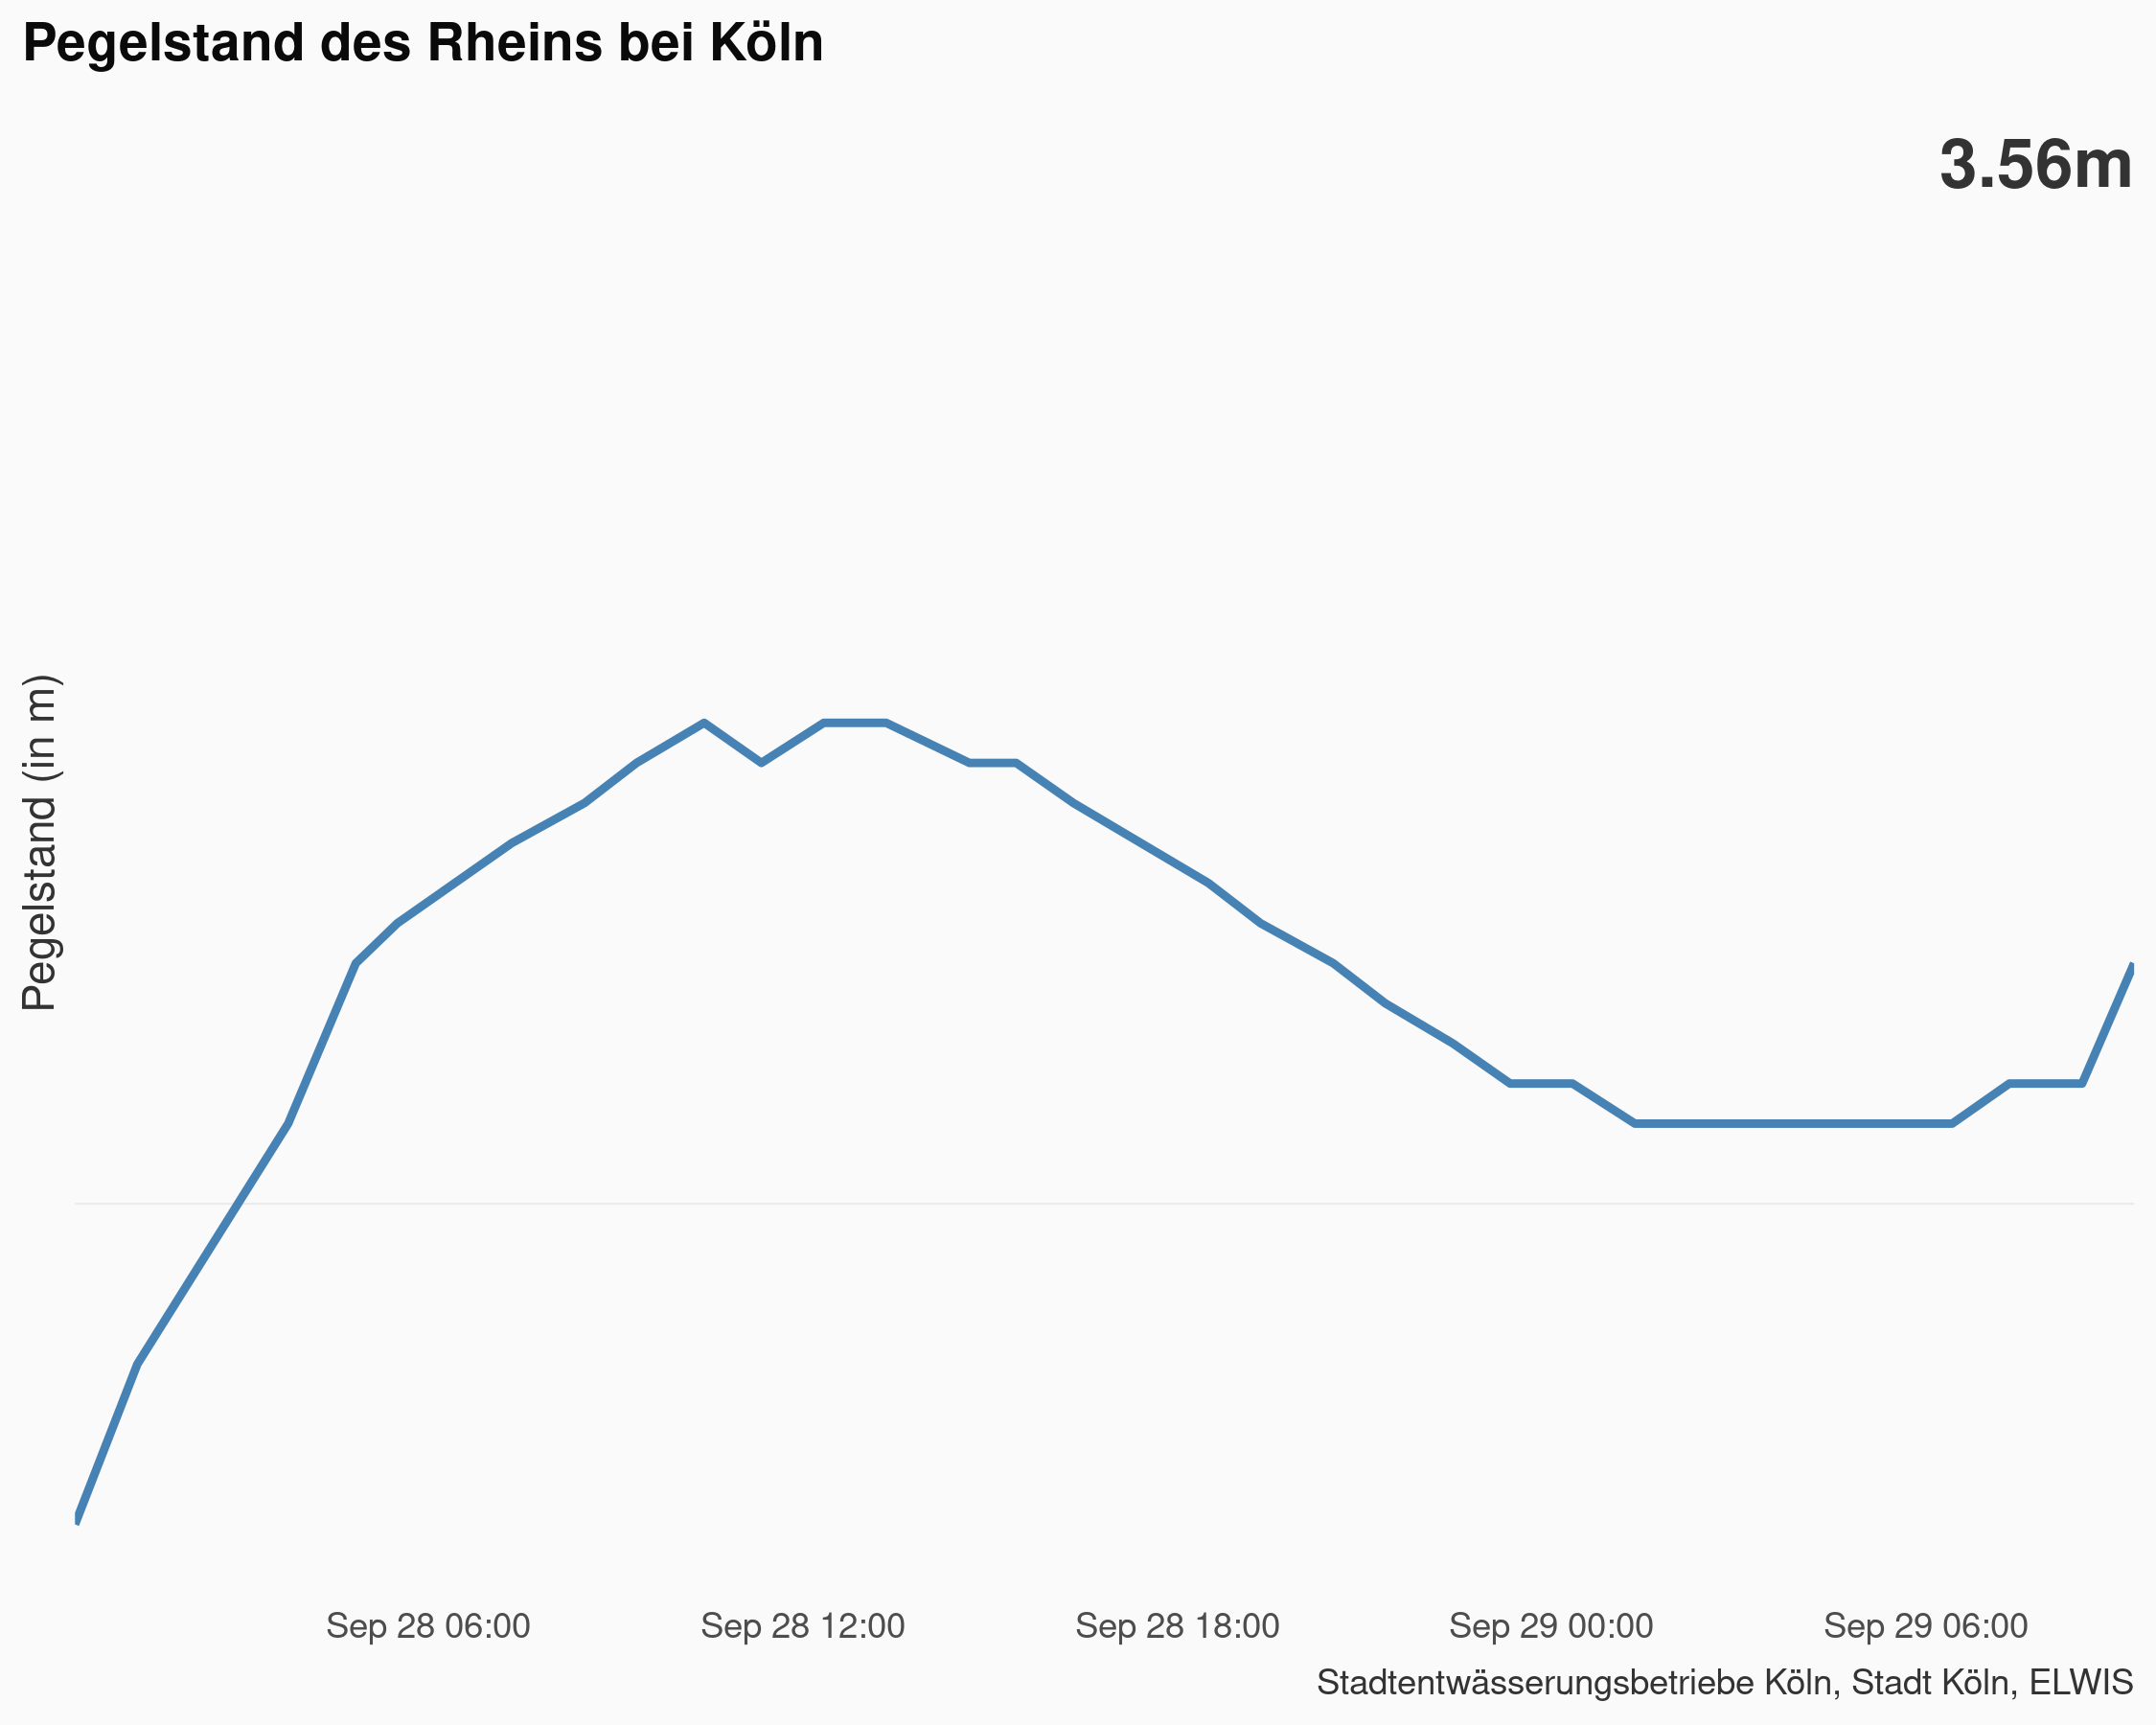 Pegelstand des Rheins bei Köln
3.56m
Pegelstand (in m)
Sep 28 06:00
Sep 28 12:00
Sep 28 18:00
Sep 29 00:00
Sep 29 06:00
Stadtentwässerungsbetriebe Köln, Stadt Köln, ELWIS